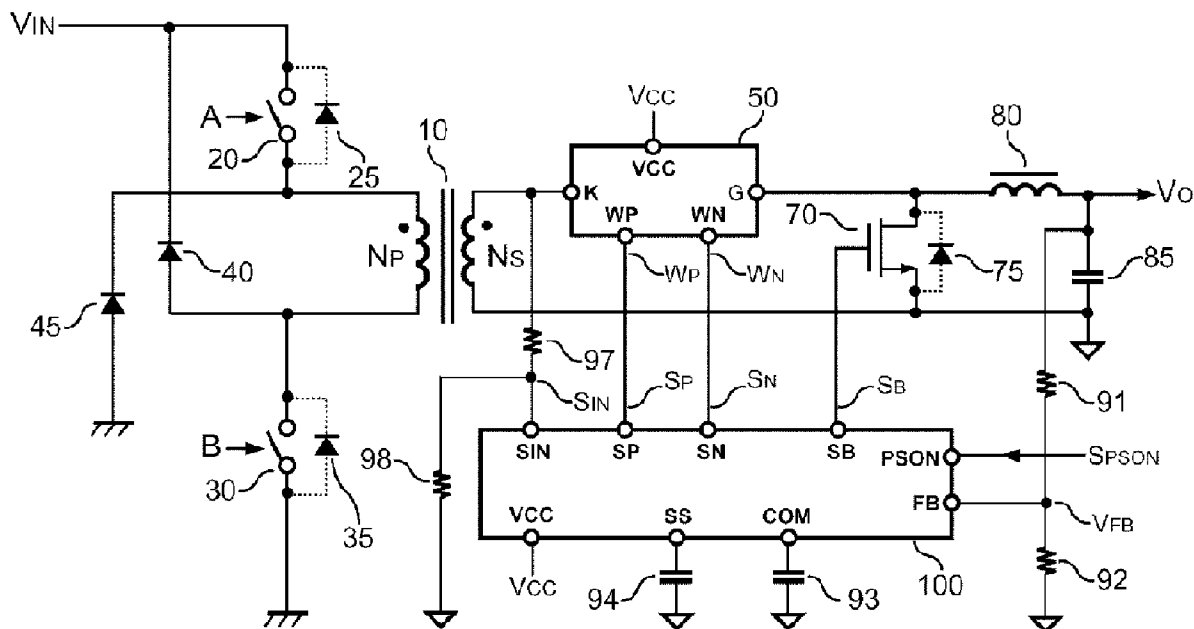 VIN
A
20
25
10
40
45
NP
NS
B
30
35
VCC
50
VCC
K
G
WP
WN
WP
WN
70
75
80
VO
85
97
SIN
98
SP
SN
SB
91
SIN
SP
SN
SB
PSON
SPSON
FB
VFB
VCC
SS
COM
VCC
94
93
100
92